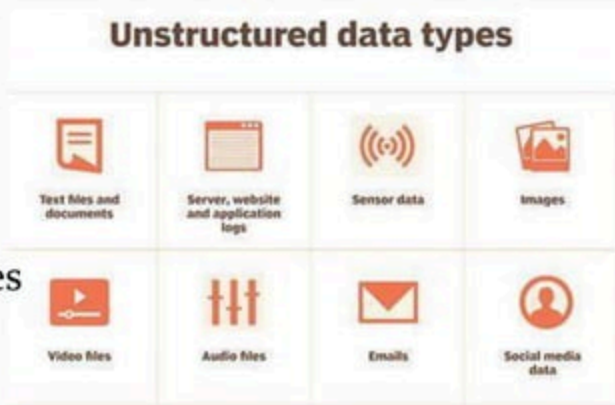 Unstructured data types
Text files and
documents
Server, website
and application
logs
Sensor data
Images
es
Video files
Audio files
Emails
Social media
data